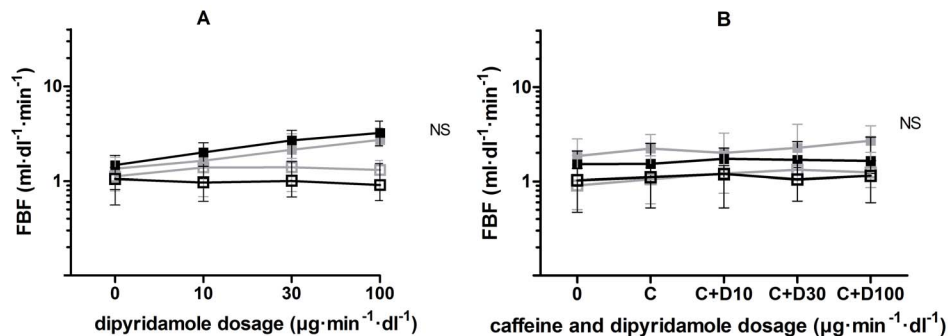 A
FBF (ml·dl⁻¹·min⁻¹)
10
1
NS
0 10 30 100
dipyridamole dosage (µg·min⁻¹·dl⁻¹)
B
FBF (ml·dl⁻¹·min⁻¹)
10
1
NS
0 C C+D10 C+D30 C+D100
caffeine and dipyridamole dosage (µg·min⁻¹·dl⁻¹)